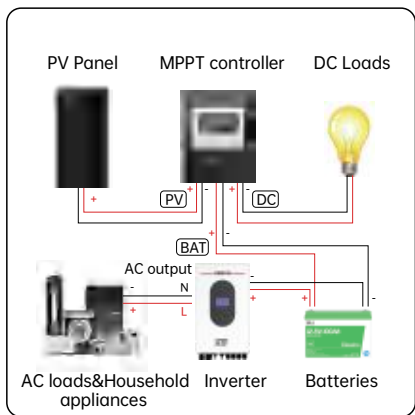 PV Panel
MPPT controller
DC Loads
+
-
PV
+
-
+
-
DC
+
BAT
-
AC output
-
N
+
L
-
+
+
-
AC loads&Household
appliances
Inverter
Batteries